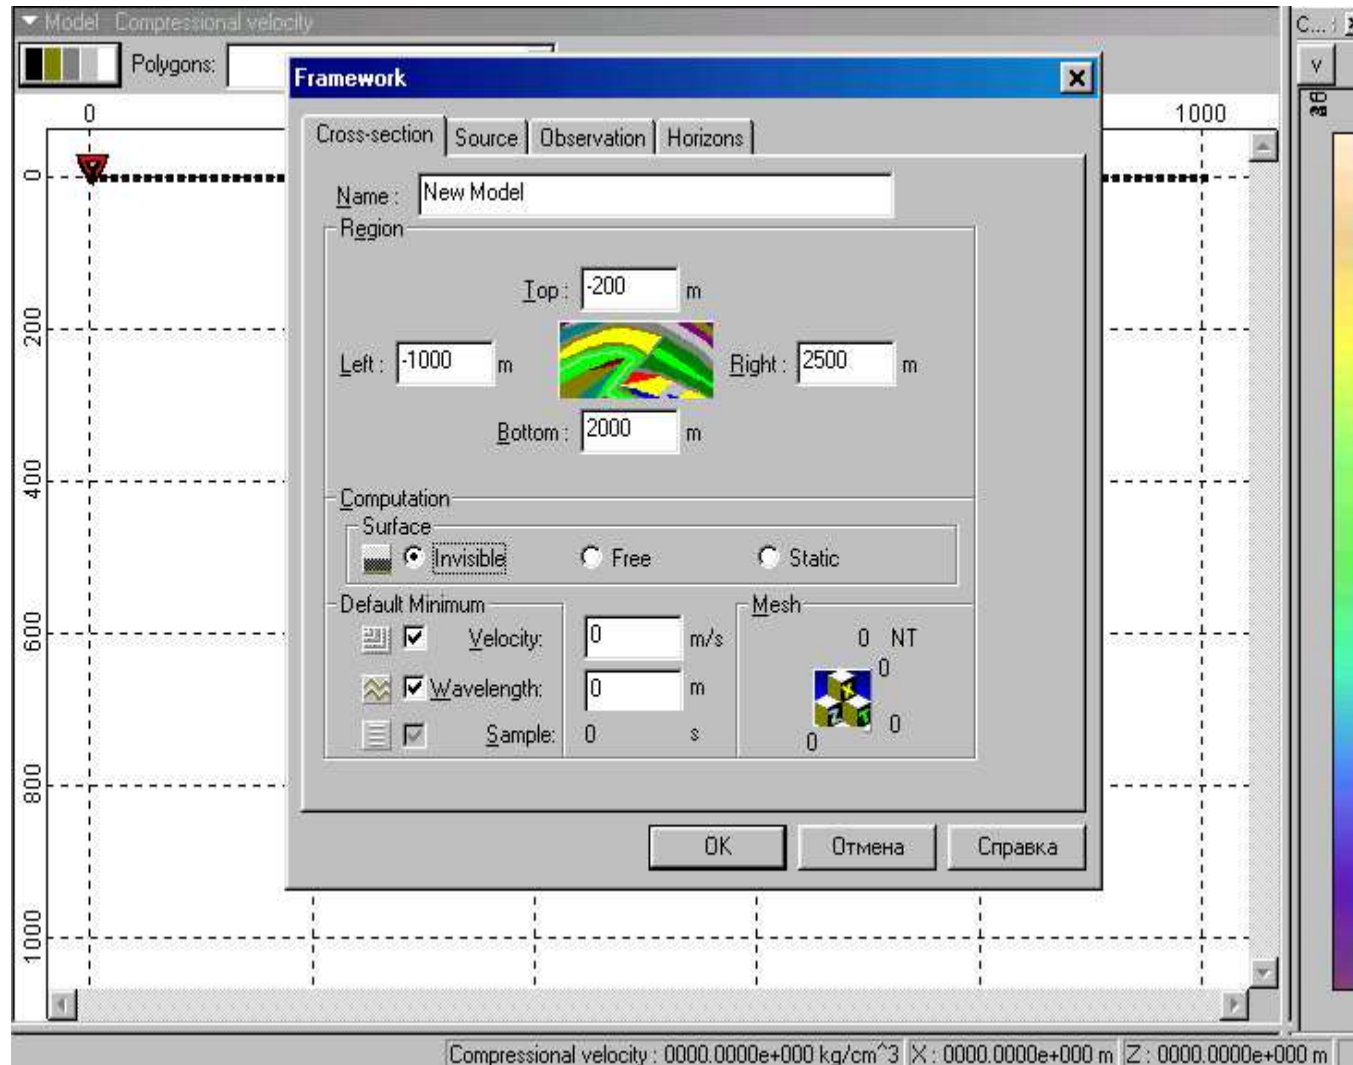 Model - Compressional velocity
C...
Polygons:
v
Framework
0
1000
Cross-section Source Observation Horizons
0
Name : New Model
Region
Top : -200 m
200
Left : -1000 m
Right : 2500 m
Bottom : 2000 m
400
Computation
Surface
Invisible Free Static
Default Minimum
Mesh
600
Velocity: 0 m/s
0 NT
0
Wavelength: 0 m
X
Z T
0
Sample: 0 s
0
800
OK Отмена Справка
1000
Compressional velocity : 0000.0000e+000 kg/cm^3 X : 0000.0000e+000 m Z : 0000.0000e+000 m